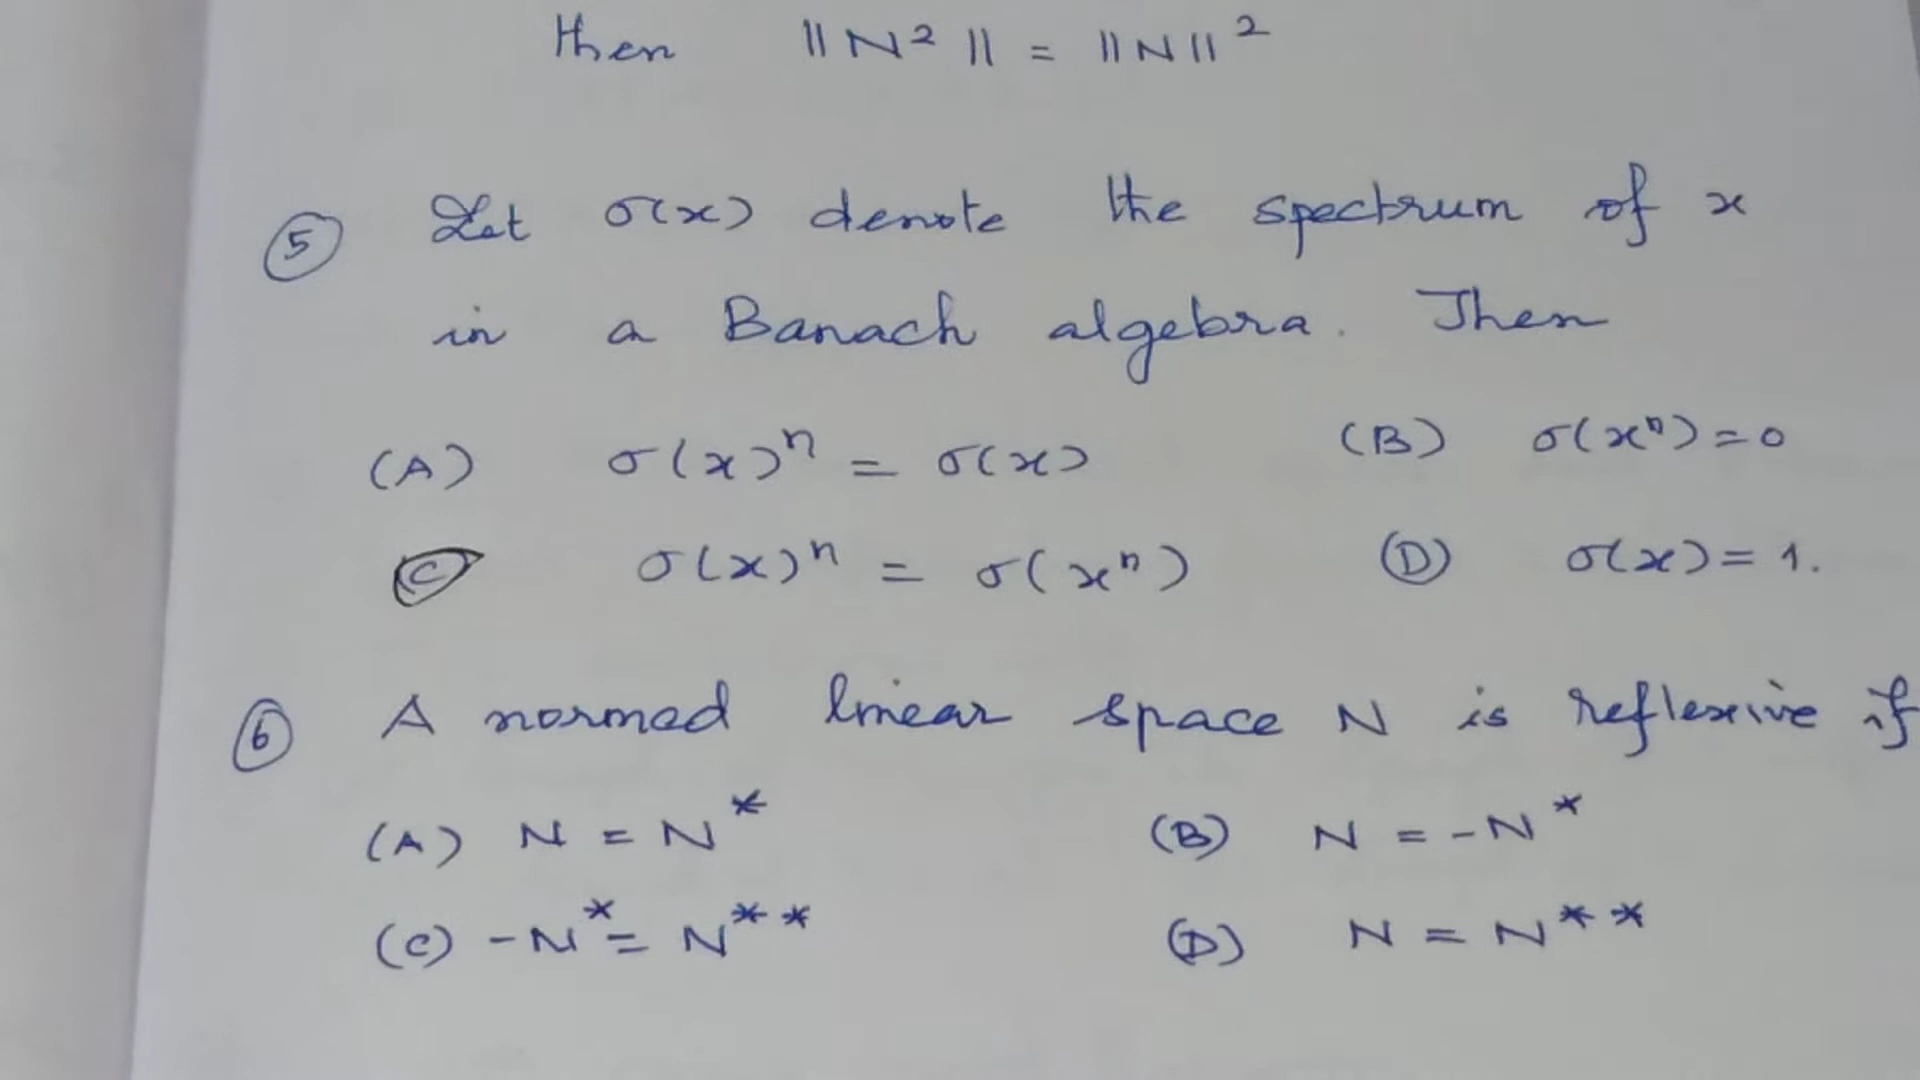 then ||N²|| = ||N||²
⑤ Let σ(x) denote the spectrum of x
in a Banach algebra. Then
(A) σ(x)ⁿ = σ(x) (B) σ(xⁿ) = 0
Ⓒ σ(x)ⁿ = σ(xⁿ) Ⓓ σ(x) = 1.
⑥ A normed linear space N is reflexive if
(A) N = N* (B) N = -N*
(C) -N* = N** (D) N = N**